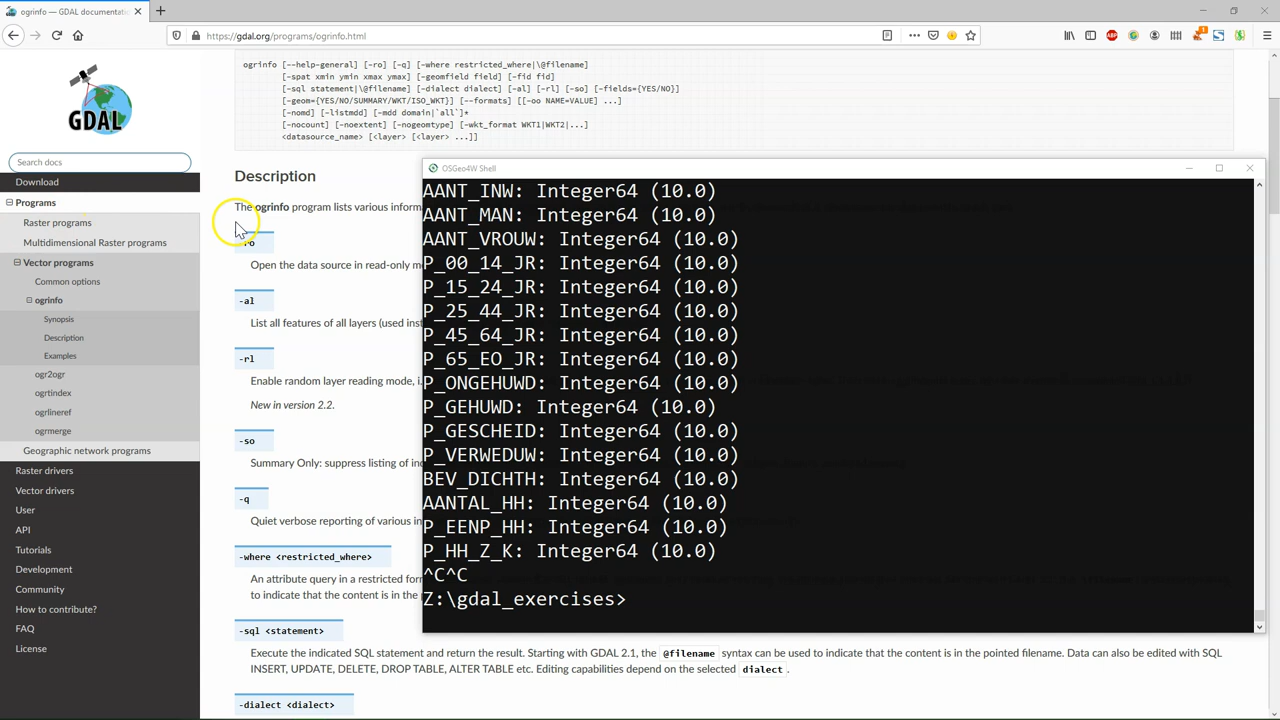 ogrinfo — GDAL documentatio
https://gdal.org/programs/ogrinfo.html
GDAL
Search docs
Download
Programs
Raster programs
Multidimensional Raster programs
Vector programs
Common options
ogrinfo
Synopsis
Description
Examples
ogr2ogr
ogrtindex
ogrlineref
ogrmerge
Geographic network programs
Raster drivers
Vector drivers
User
API
Tutorials
Development
Community
How to contribute?
FAQ
License
ogrinfo [--help-general] [-ro] [-q] [-where restricted_where|\@filename]
[-spat xmin ymin xmax ymax] [-geomfield field] [-fid fid]
[-sql statement|\@filename] [-dialect dialect] [-al] [-rl] [-so] [-fields={YES/NO}]
[-geom={YES/NO/SUMMARY/WKT/ISO_WKT}] [--formats] [[-oo NAME=VALUE] ...]
[-nomd] [-listmdd] [-mdd domain|`all`]*
[-nocount] [-noextent] [-nogeomtype] [-wkt_format WKT1|WKT2|...]
<datasource_name> [<layer> [<layer> ...]]
Description
The ogrinfo program lists various inform
-ro
Open the data source in read-only m
-al
List all features of all layers (used inst
-rl
Enable random layer reading mode, i.
New in version 2.2.
-so
Summary Only: suppress listing of in
-q
Quiet verbose reporting of various in
-where <restricted_where>
An attribute query in a restricted for
to indicate that the content is in the
-sql <statement>
Execute the indicated SQL statement and return the result. Starting with GDAL 2.1, the @filename syntax can be used to indicate that the content is in the pointed filename. Data can also be edited with SQL
INSERT, UPDATE, DELETE, DROP TABLE, ALTER TABLE etc. Editing capabilities depend on the selected dialect .
-dialect <dialect>
OSGeo4W Shell
AANT_INW: Integer64 (10.0)
AANT_MAN: Integer64 (10.0)
AANT_VROUW: Integer64 (10.0)
P_00_14_JR: Integer64 (10.0)
P_15_24_JR: Integer64 (10.0)
P_25_44_JR: Integer64 (10.0)
P_45_64_JR: Integer64 (10.0)
P_65_EO_JR: Integer64 (10.0)
P_ONGEHUWD: Integer64 (10.0)
P_GEHUWD: Integer64 (10.0)
P_GESCHEID: Integer64 (10.0)
P_VERWEDUW: Integer64 (10.0)
BEV_DICHTH: Integer64 (10.0)
AANTAL_HH: Integer64 (10.0)
P_EENP_HH: Integer64 (10.0)
P_HH_Z_K: Integer64 (10.0)
^C^C
Z:\gdal_exercises>